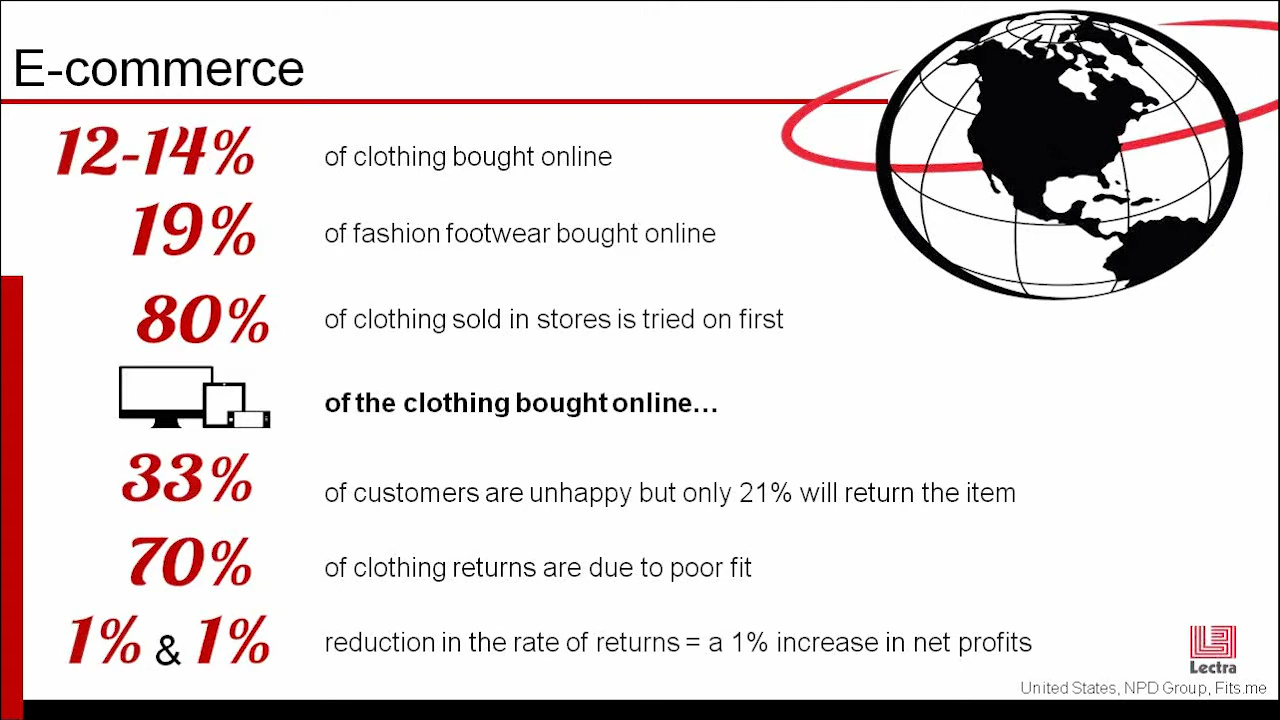 E-commerce
12-14% of clothing bought online
19% of fashion footwear bought online
80% of clothing sold in stores is tried on first
of the clothing bought online...
33% of customers are unhappy but only 21% will return the item
70% of clothing returns are due to poor fit
1% & 1% reduction in the rate of returns = a 1% increase in net profits
Lectra
United States, NPD Group, Fits.me